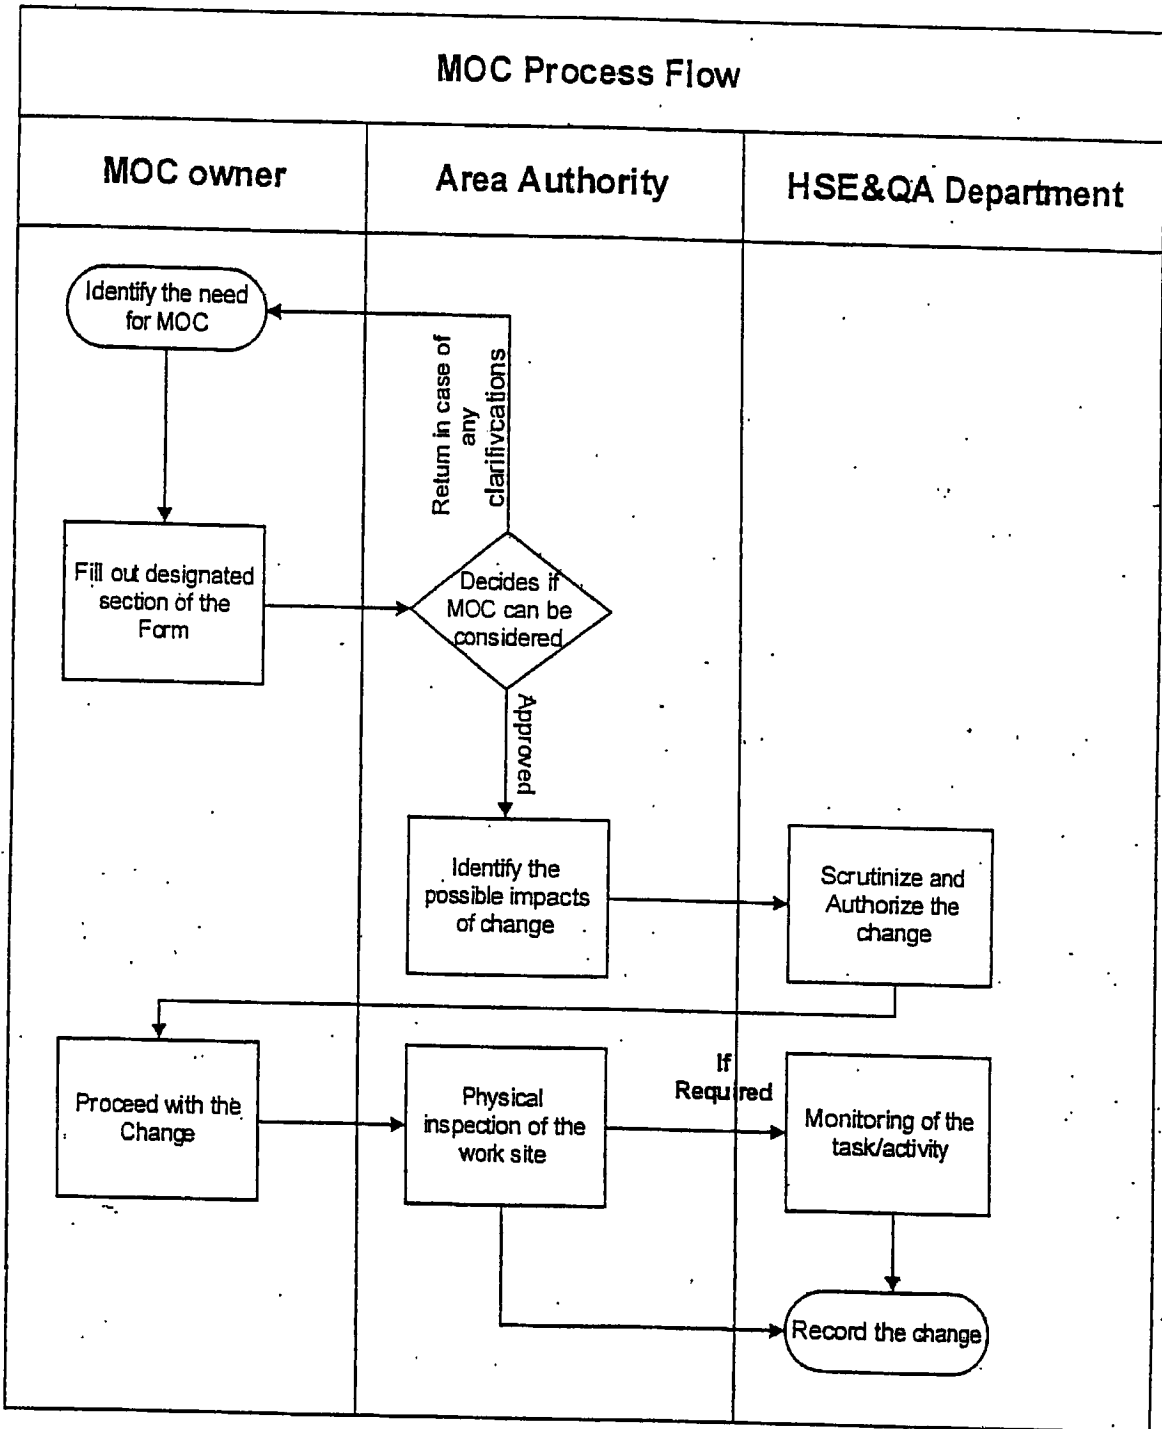 MOC Process Flow
MOC owner
Area Authority
HSE&QA Department
Identify the need
for MOC
Return in case of
any
clarifivcations
Fill out designated
section of the
Form
Decides if
MOC can be
considered
Approved
Identify the
possible impacts
of change
Scrutinize and
Authorize the
change
Proceed with the
Change
Physical
inspection of the
work site
If
Required
Monitoring of the
task/activity
Record the change